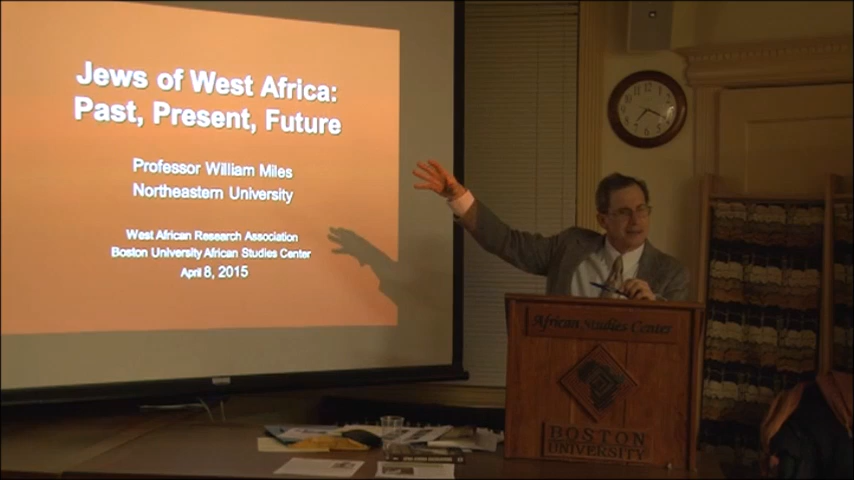 Jews of West Africa:
Past, Present, Future
Professor William Miles
Northeastern University
West African Research Association
Boston University African Studies Center
April 8, 2015
African Studies Center
BOSTON
UNIVERSITY